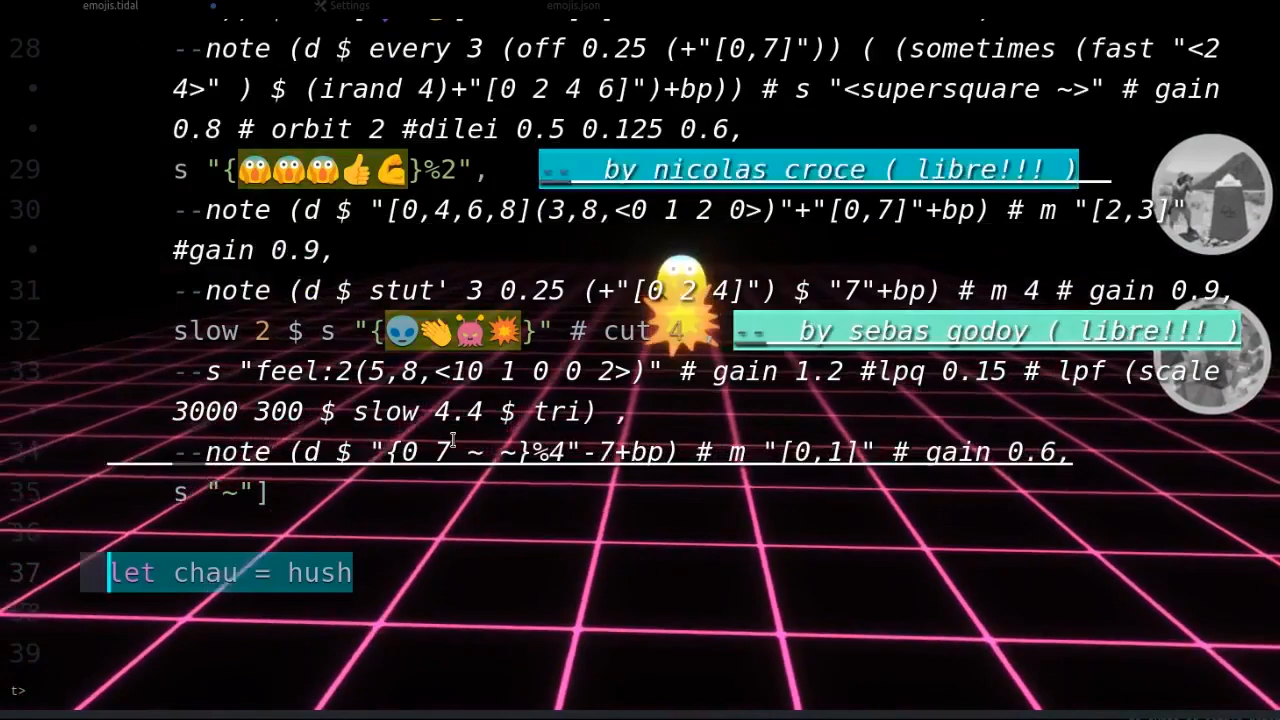 emojis.tidal Settings emojis.json
28 --note (d $ every 3 (off 0.25 (+"[0,7]")) ( (sometimes (fast "<2
4>" ) $ (irand 4)+"[0 2 4 6]")+bp)) # s "<supersquare ~>" # gain
0.8 # orbit 2 #dilei 0.5 0.125 0.6,
29 s "{😱😱😱👍💪}%2", -- by nicolas croce ( libre!!! )
30 --note (d $ "[0,4,6,8](3,8,<0 1 2 0>)"+"[0,7]"+bp) # m "[2,3]"
#gain 0.9,
31 --note (d $ stut' 3 0.25 (+"[0 2 4]") $ "7"+bp) # m 4 # gain 0.9,
32 slow 2 $ s "{👽👏👾💥}" # cut 4 , -- by sebas godoy ( libre!!! )
33 --s "feel:2(5,8,<10 1 0 0 2>)" # gain 1.2 #lpq 0.15 # lpf (scale
3000 300 $ slow 4.4 $ tri) ,
34 --note (d $ "{0 7 ~ ~}%4"-7+bp) # m "[0,1]" # gain 0.6,
35 s "~"]
36
37 let chau = hush
38
39
t>